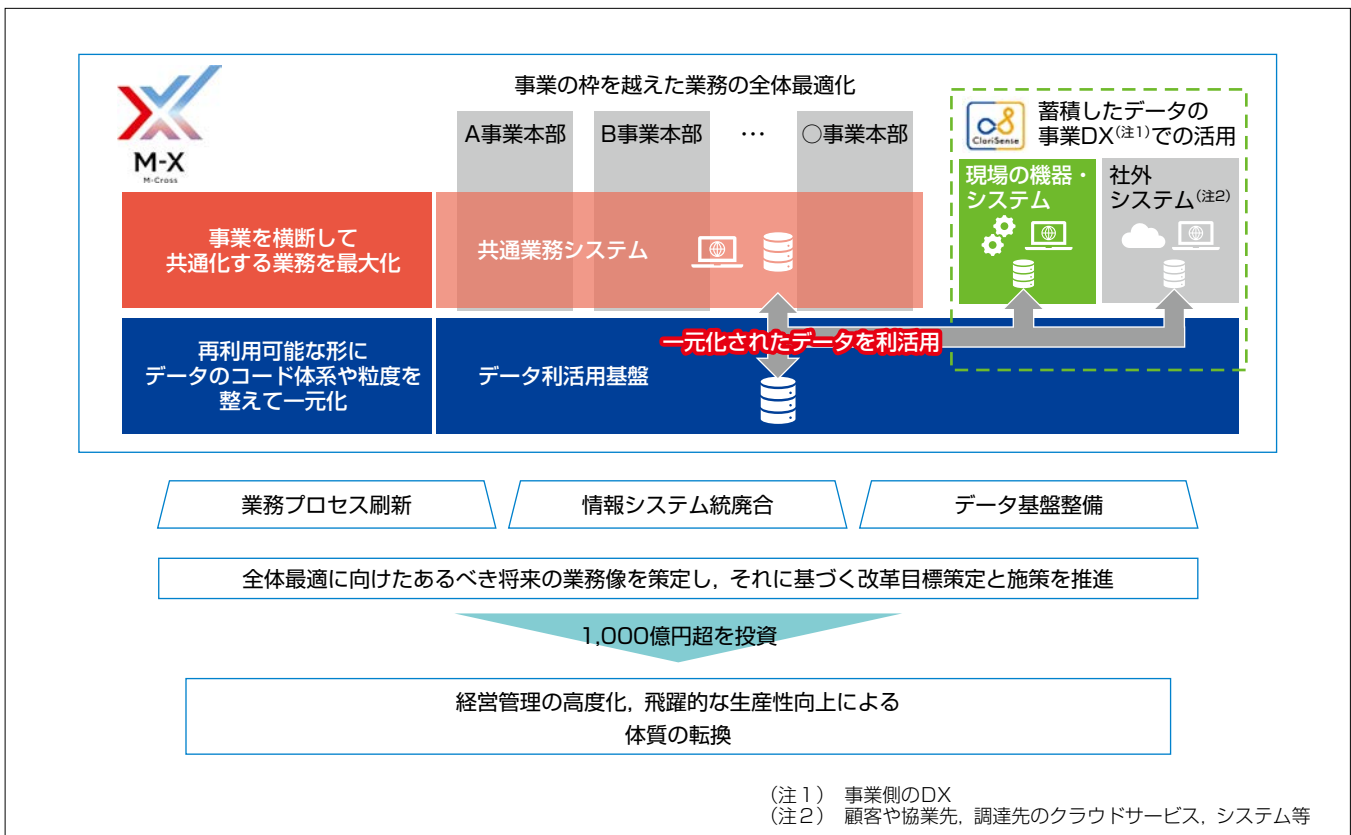 M-X
M-Cross
事業の枠を越えた業務の全体最適化
A事業本部
B事業本部
…
○事業本部
ClariSense
蓄積したデータの
事業DX(注1)での活用
現場の機器・
システム
社外
システム(注2)
事業を横断して
共通化する業務を最大化
共通業務システム
一元化されたデータを利活用
再利用可能な形に
データのコード体系や粒度を
整えて一元化
データ利活用基盤
業務プロセス刷新
情報システム統廃合
データ基盤整備
全体最適に向けたあるべき将来の業務像を策定し，それに基づく改革目標策定と施策を推進
1,000億円超を投資
経営管理の高度化，飛躍的な生産性向上による
体質の転換
（注１） 事業側のDX
（注２） 顧客や協業先，調達先のクラウドサービス，システム等